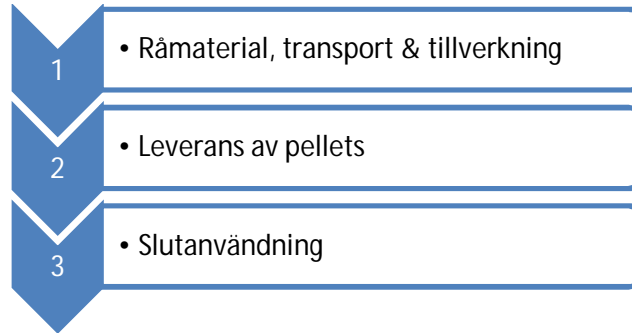 1
• Råmaterial, transport & tillverkning
2
• Leverans av pellets
3
• Slutanvändning